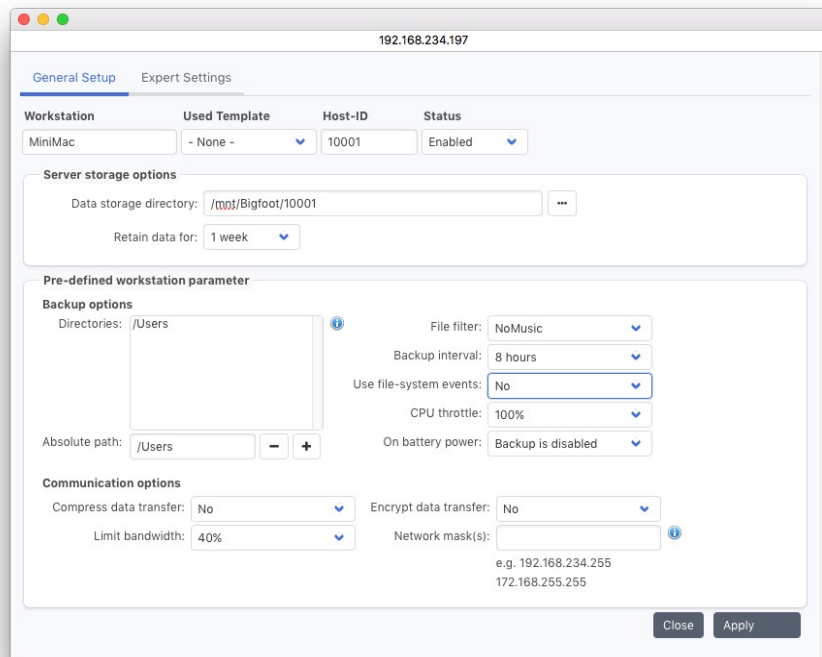 192.168.234.197
General Setup Expert Settings
Workstation Used Template Host-ID Status
MiniMac - None - 10001 Enabled
Server storage options
Data storage directory: /mnt/Bigfoot/10001 ...
Retain data for: 1 week
Pre-defined workstation parameter
Backup options
Directories: /Users File filter: NoMusic
Backup interval: 8 hours
Use file-system events: No
CPU throttle: 100%
Absolute path: /Users - + On battery power: Backup is disabled
Communication options
Compress data transfer: No Encrypt data transfer: No
Limit bandwidth: 40% Network mask(s):
e.g. 192.168.234.255
172.168.255.255
Close Apply